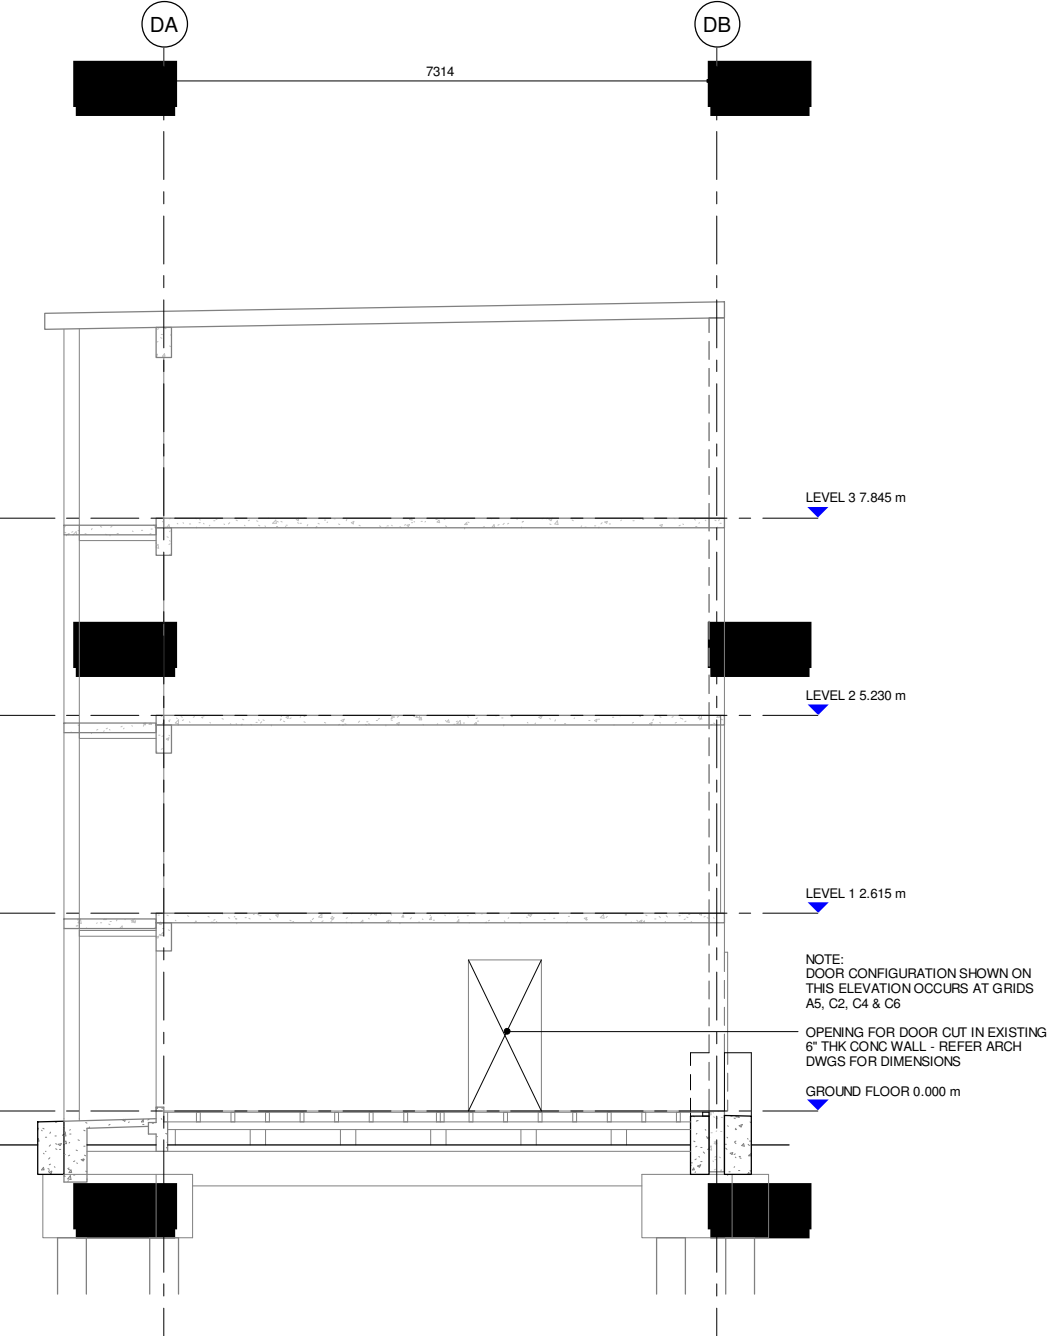 DA
DB
7314
LEVEL 3 7.845 m
LEVEL 2 5.230 m
LEVEL 1 2.615 m
NOTE:
DOOR CONFIGURATION SHOWN ON
THIS ELEVATION OCCURS AT GRIDS
A5, C2, C4 & C6
OPENING FOR DOOR CUT IN EXISTING
6" THK CONC WALL - REFER ARCH
DWGS FOR DIMENSIONS
GROUND FLOOR 0.000 m